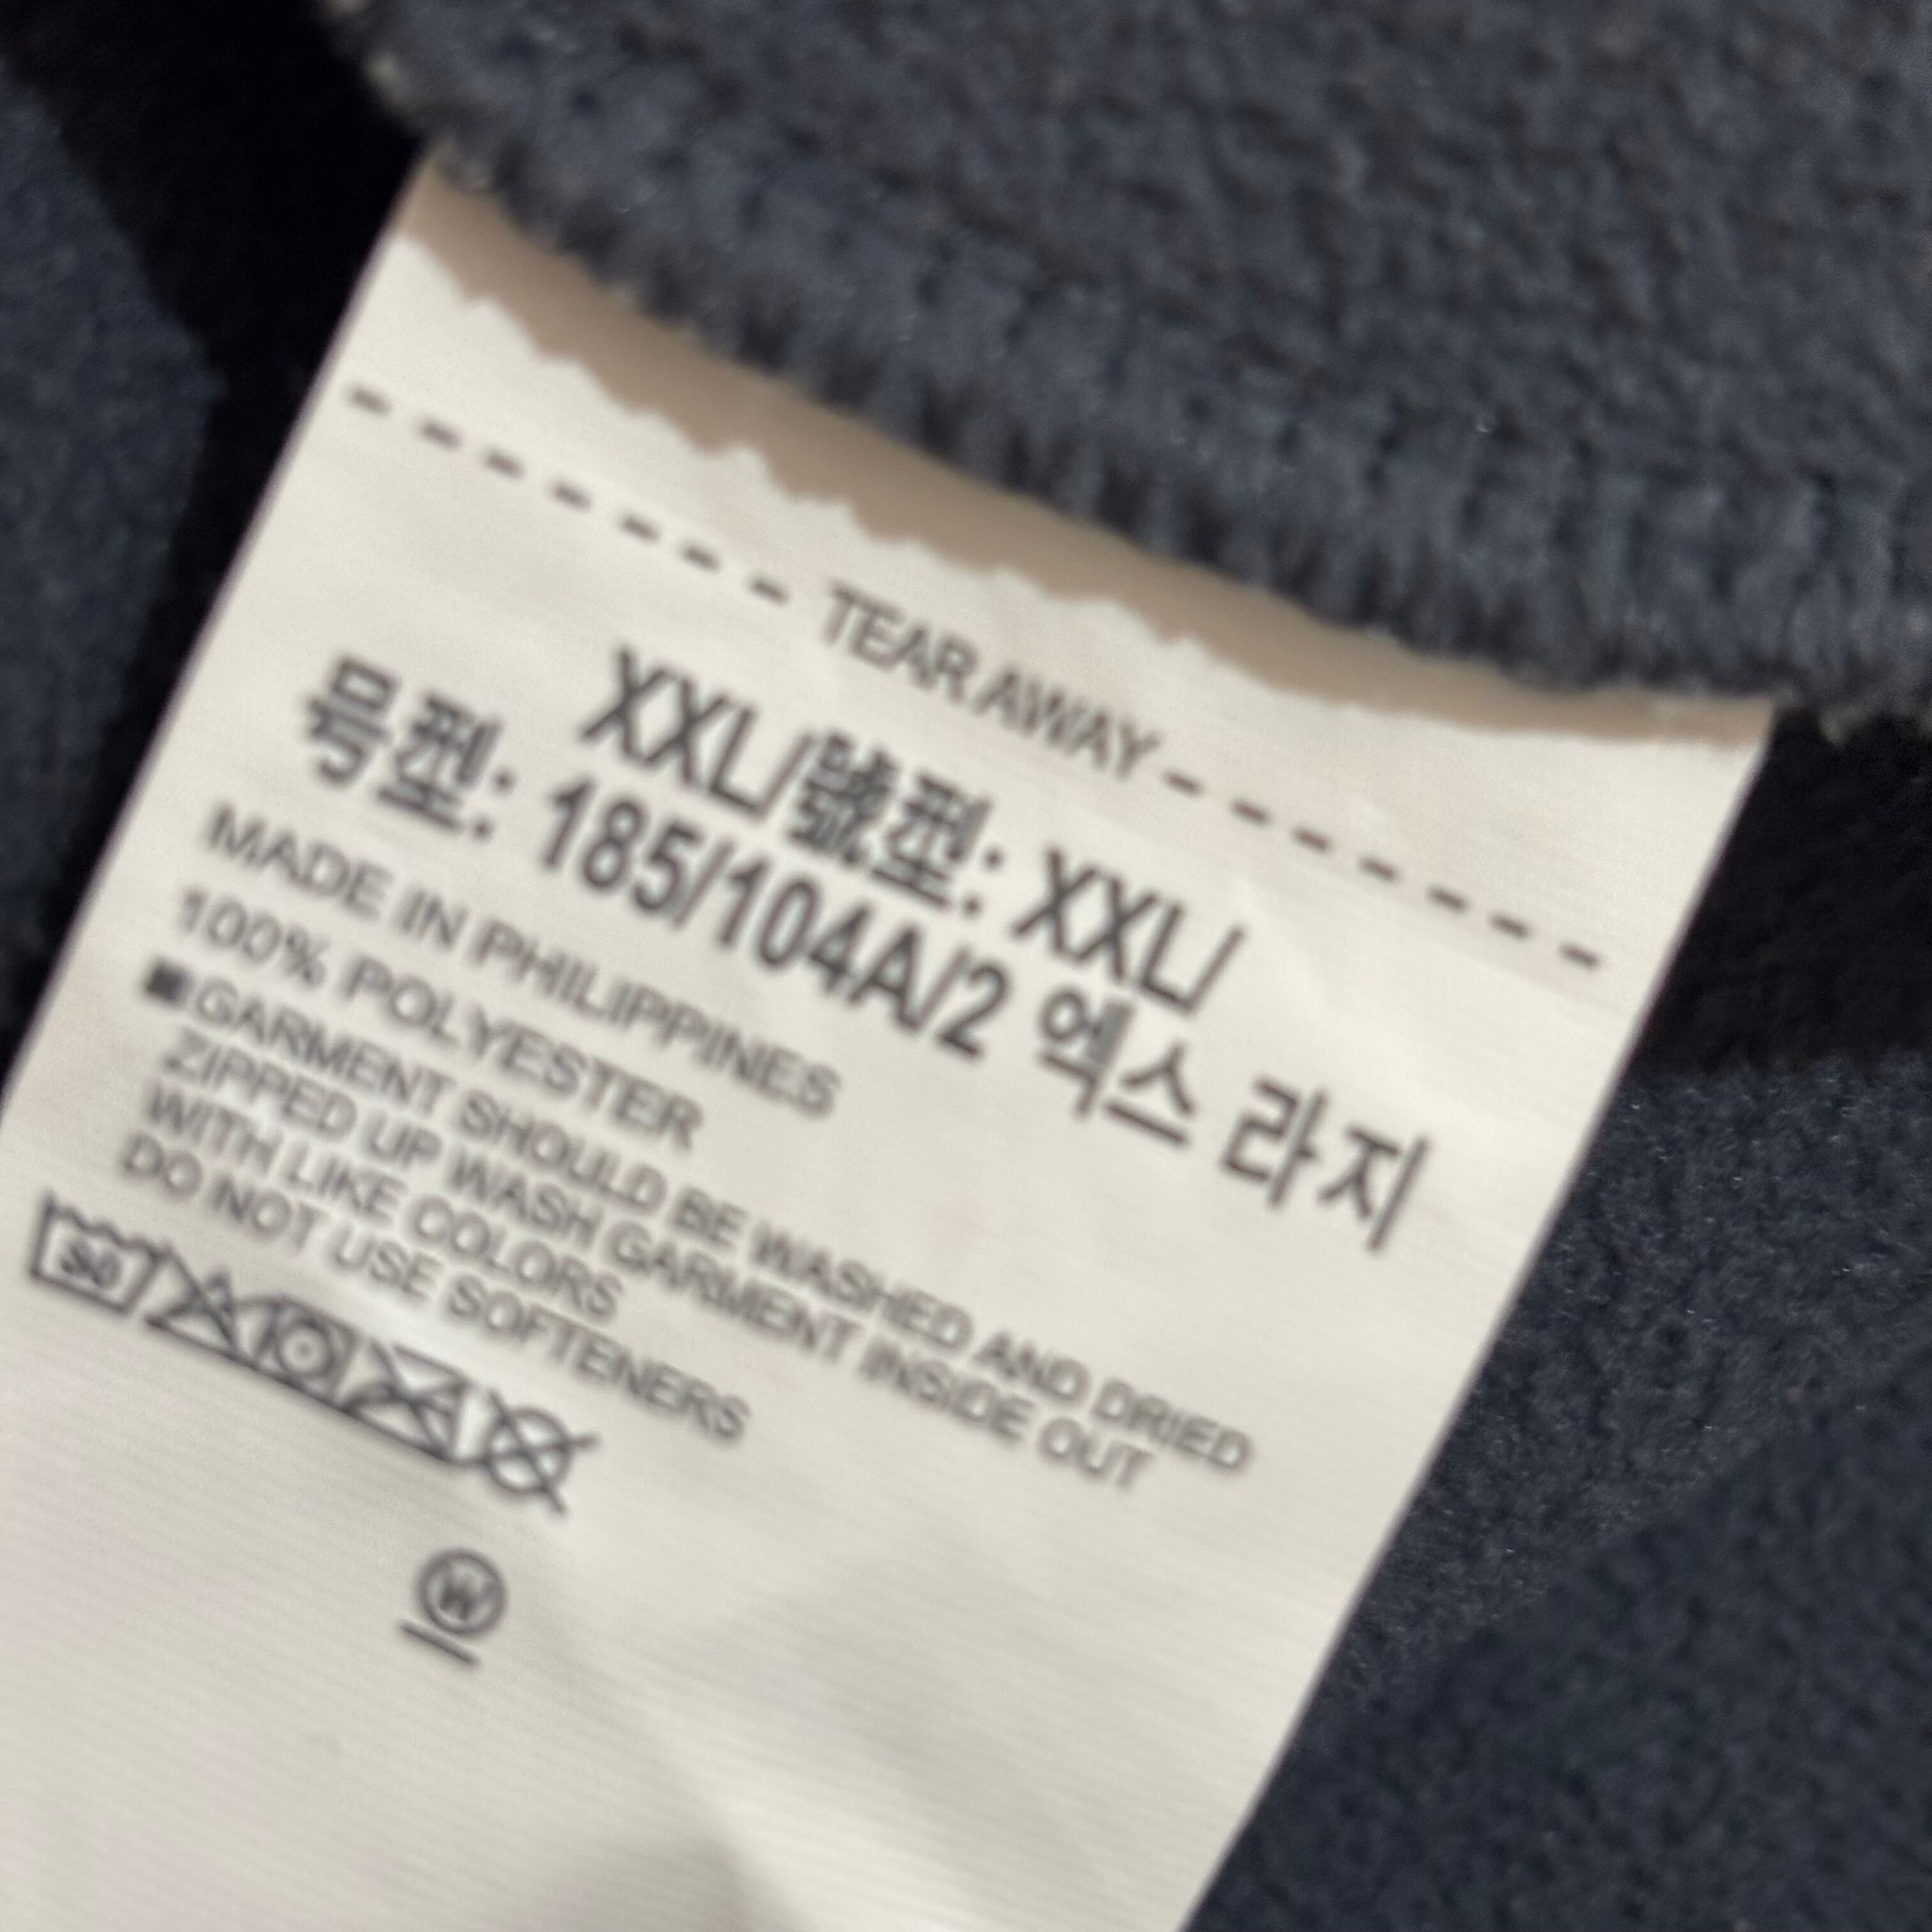 TEAR AWAY
XXL/號型: XXL/
号型: 185/104A/2 엑스 라지
MADE IN PHILIPPINES
100% POLYESTER
■GARMENT SHOULD BE WASHED AND DRIED
ZIPPED UP WASH GARMENT INSIDE OUT
WITH LIKE COLORS
DO NOT USE SOFTENERS
W